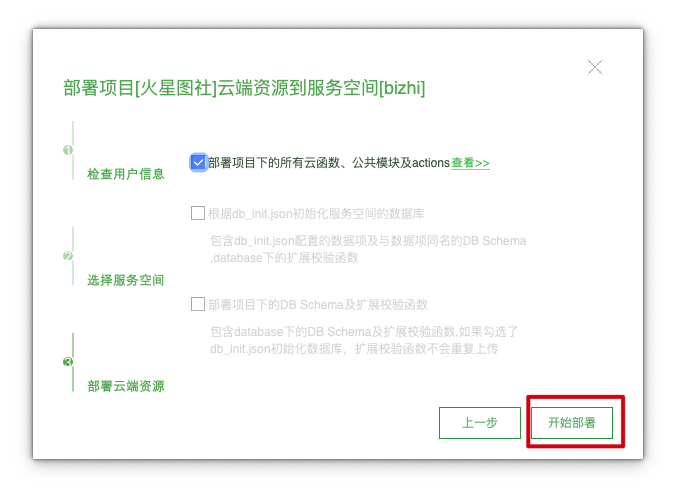 部署项目[火星图社]云端资源到服务空间[bizhi]
1
检查用户信息
部署项目下的所有云函数、公共模块及actions查看>>
根据db_init.json初始化服务空间的数据库
包含db_init.json配置的数据项及与数据项同名的DB Schema
,database下的扩展校验函数
2
选择服务空间
部署项目下的DB Schema及扩展校验函数
包含database下的DB Schema及扩展校验函数,如果勾选了
db_init.json初始化数据库，扩展校验函数不会重复上传
3
部署云端资源
上一步
开始部署